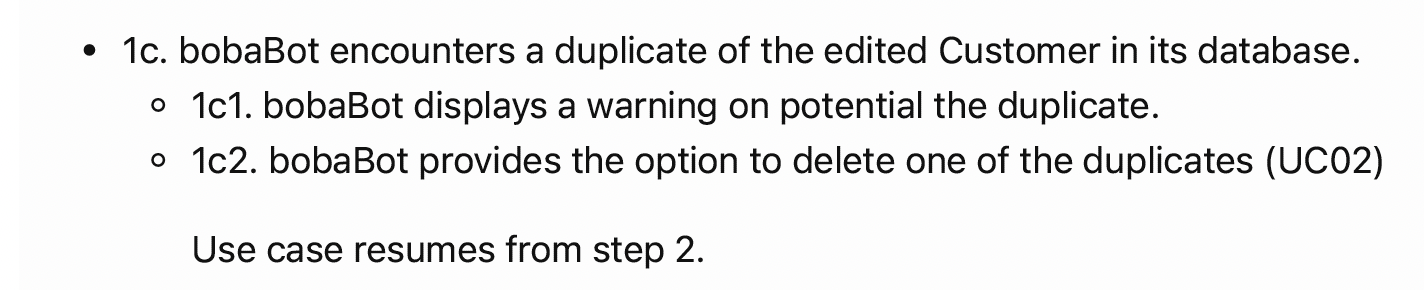 • 1c. bobaBot encounters a duplicate of the edited Customer in its database.
◦ 1c1. bobaBot displays a warning on potential the duplicate.
◦ 1c2. bobaBot provides the option to delete one of the duplicates (UC02)
Use case resumes from step 2.